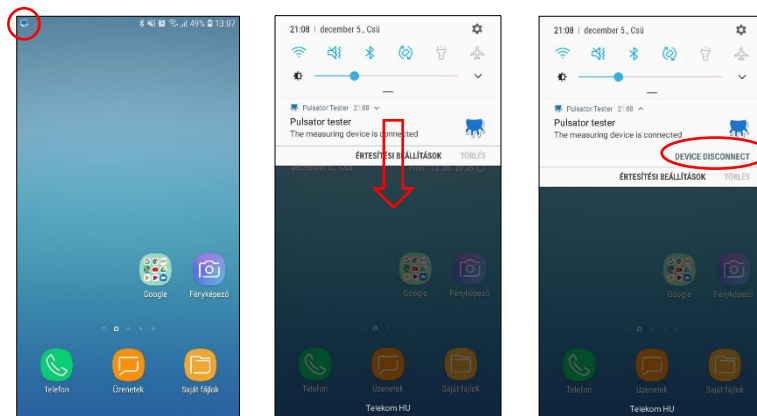 49% 13:07
Google
Fényképező
Telefon
Üzenetek
Saját fájlok
21:08 | december 5., Csü
Pulsator Tester 21:08
Pulsator tester
The measuring device is connected
ÉRTESÍTÉSI BEÁLLÍTÁSOK TÖRLÉS
december 5., Csü
Google
Fényképező
Telefon
Üzenetek
Saját fájlok
Telekom HU
21:08 | december 5., Csü
Pulsator Tester 21:08
Pulsator tester
The measuring device is connected
DEVICE DISCONNECT
ÉRTESÍTÉSI BEÁLLÍTÁSOK TÖRLÉS
Google
Fényképező
Telefon
Üzenetek
Saját fájlok
Telekom HU